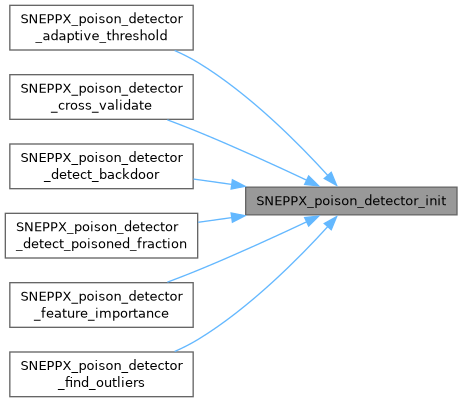 SNEPPX_poison_detector
_adaptive_threshold
SNEPPX_poison_detector
_cross_validate
SNEPPX_poison_detector
_detect_backdoor
SNEPPX_poison_detector_init
SNEPPX_poison_detector
_detect_poisoned_fraction
SNEPPX_poison_detector
_feature_importance
SNEPPX_poison_detector
_find_outliers